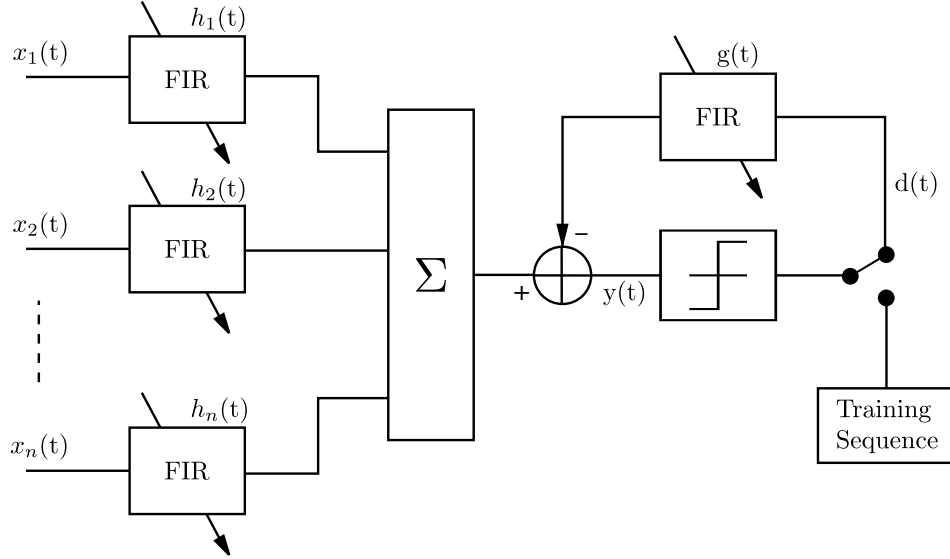 h₁(t)
x₁(t)
FIR
h₂(t)
x₂(t)
FIR
hₙ(t)
xₙ(t)
FIR
Σ
g(t)
FIR
d(t)
−
+
y(t)
Training
Sequence